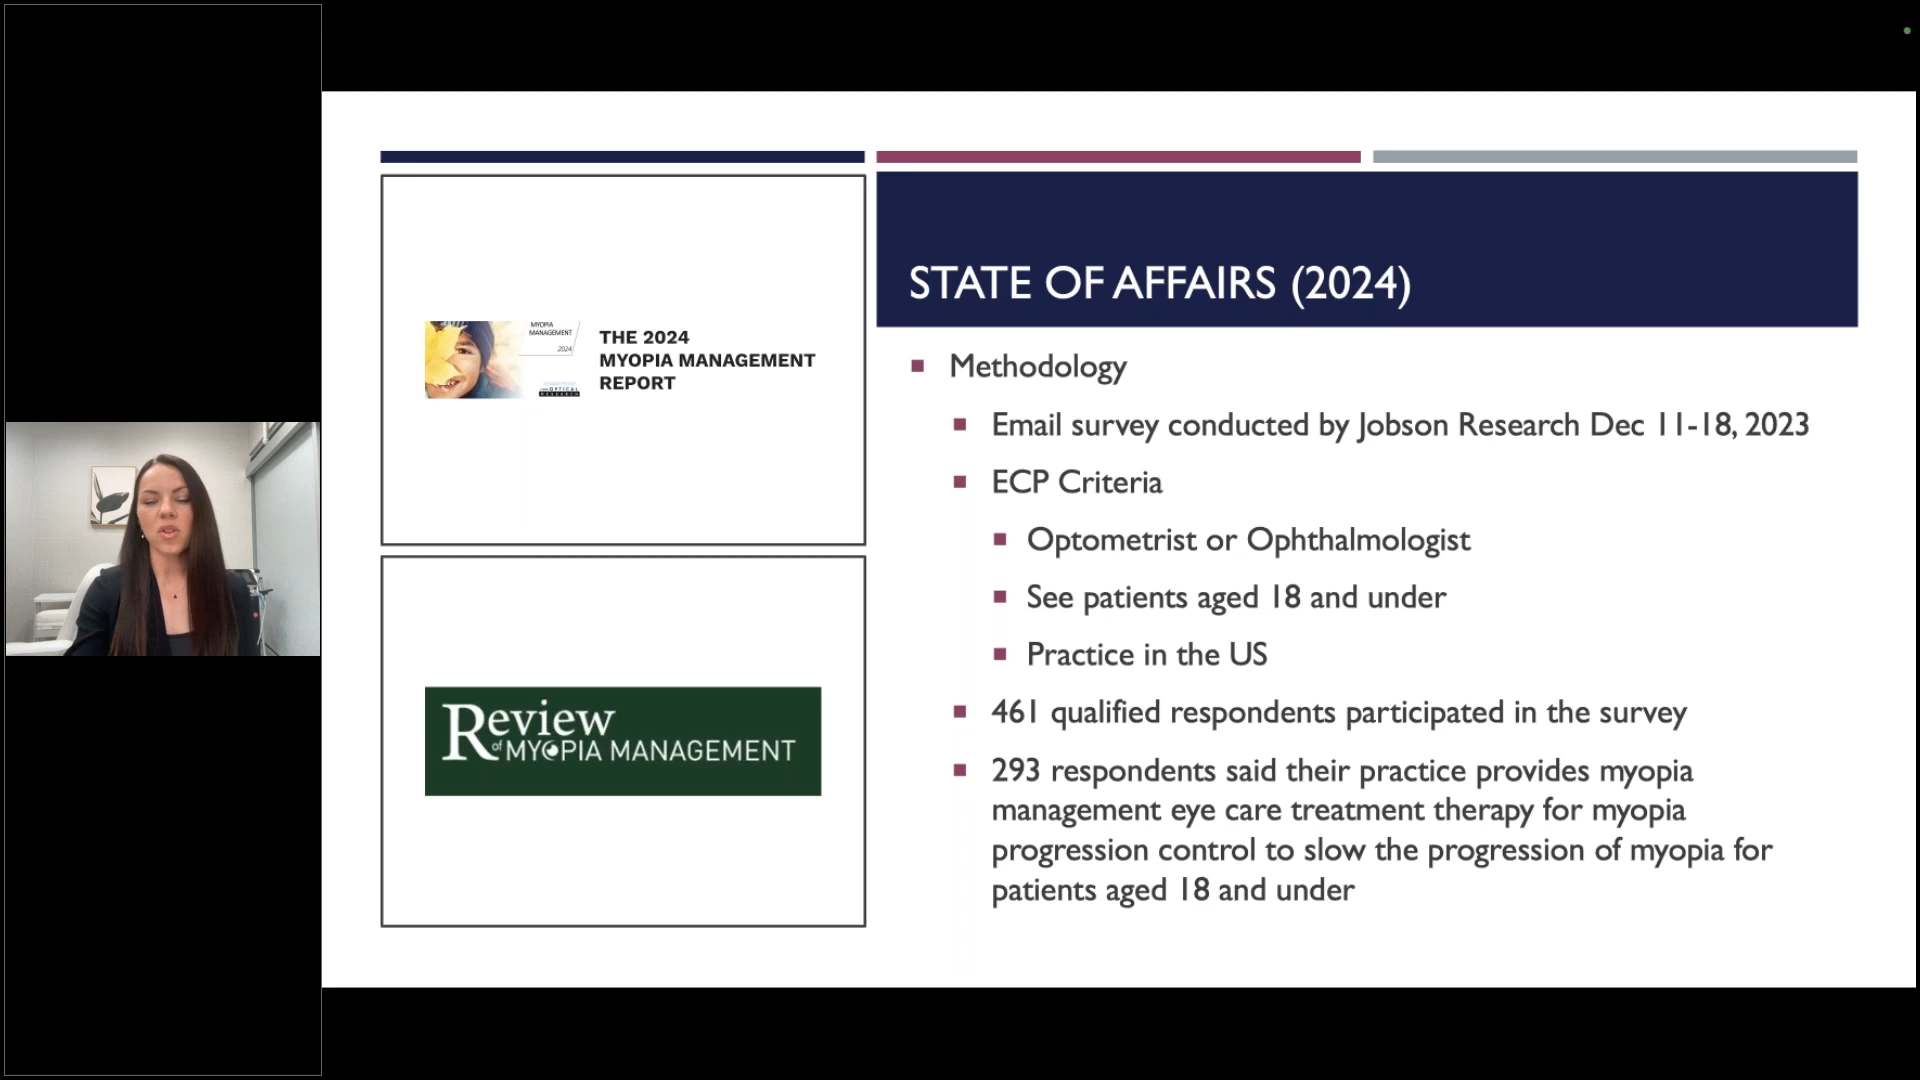 MYOPIA
MANAGEMENT
2024
THE 2024
MYOPIA MANAGEMENT
REPORT
OPTICAL
RESEARCH
Review
of MYOPIA MANAGEMENT
STATE OF AFFAIRS (2024)
Methodology
Email survey conducted by Jobson Research Dec 11-18, 2023
ECP Criteria
Optometrist or Ophthalmologist
See patients aged 18 and under
Practice in the US
461 qualified respondents participated in the survey
293 respondents said their practice provides myopia
management eye care treatment therapy for myopia
progression control to slow the progression of myopia for
patients aged 18 and under